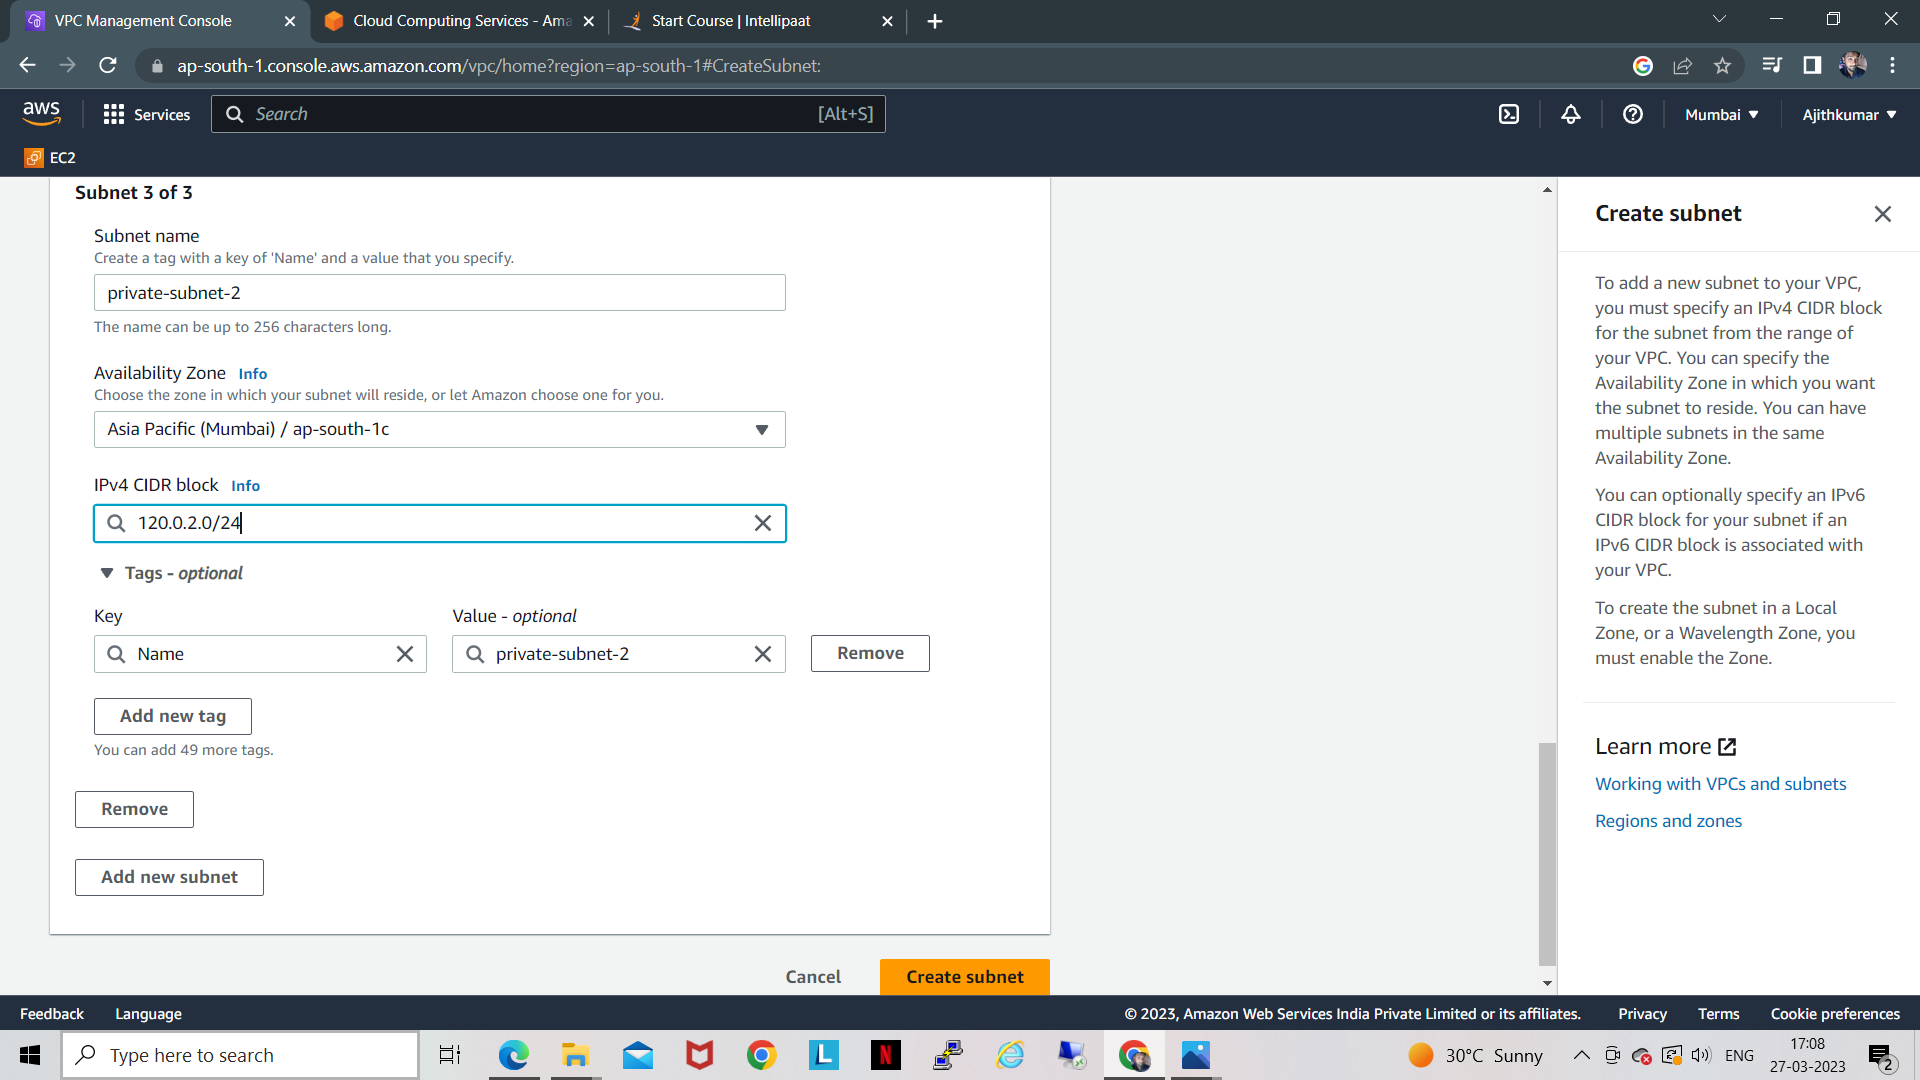 VPC Management Console
Cloud Computing Services - Ama
Start Course | Intellipaat
ap-south-1.console.aws.amazon.com/vpc/home?region=ap-south-1#CreateSubnet:
aws
Services
Search
[Alt+S]
Mumbai
Ajithkumar
EC2
Subnet 3 of 3
Subnet name
Create a tag with a key of 'Name' and a value that you specify.
private-subnet-2
The name can be up to 256 characters long.
Availability Zone Info
Choose the zone in which your subnet will reside, or let Amazon choose one for you.
Asia Pacific (Mumbai) / ap-south-1c
IPv4 CIDR block Info
120.0.2.0/24
Tags - optional
Key
Value - optional
Name
private-subnet-2
Remove
Add new tag
You can add 49 more tags.
Remove
Add new subnet
Cancel
Create subnet
Create subnet
To add a new subnet to your VPC,
you must specify an IPv4 CIDR block
for the subnet from the range of
your VPC. You can specify the
Availability Zone in which you want
the subnet to reside. You can have
multiple subnets in the same
Availability Zone.
You can optionally specify an IPv6
CIDR block for your subnet if an
IPv6 CIDR block is associated with
your VPC.
To create the subnet in a Local
Zone, or a Wavelength Zone, you
must enable the Zone.
Learn more
Working with VPCs and subnets
Regions and zones
Feedback
Language
© 2023, Amazon Web Services India Private Limited or its affiliates.
Privacy
Terms
Cookie preferences
Type here to search
L
N
30°C Sunny
ENG
17:08
27-03-2023
2